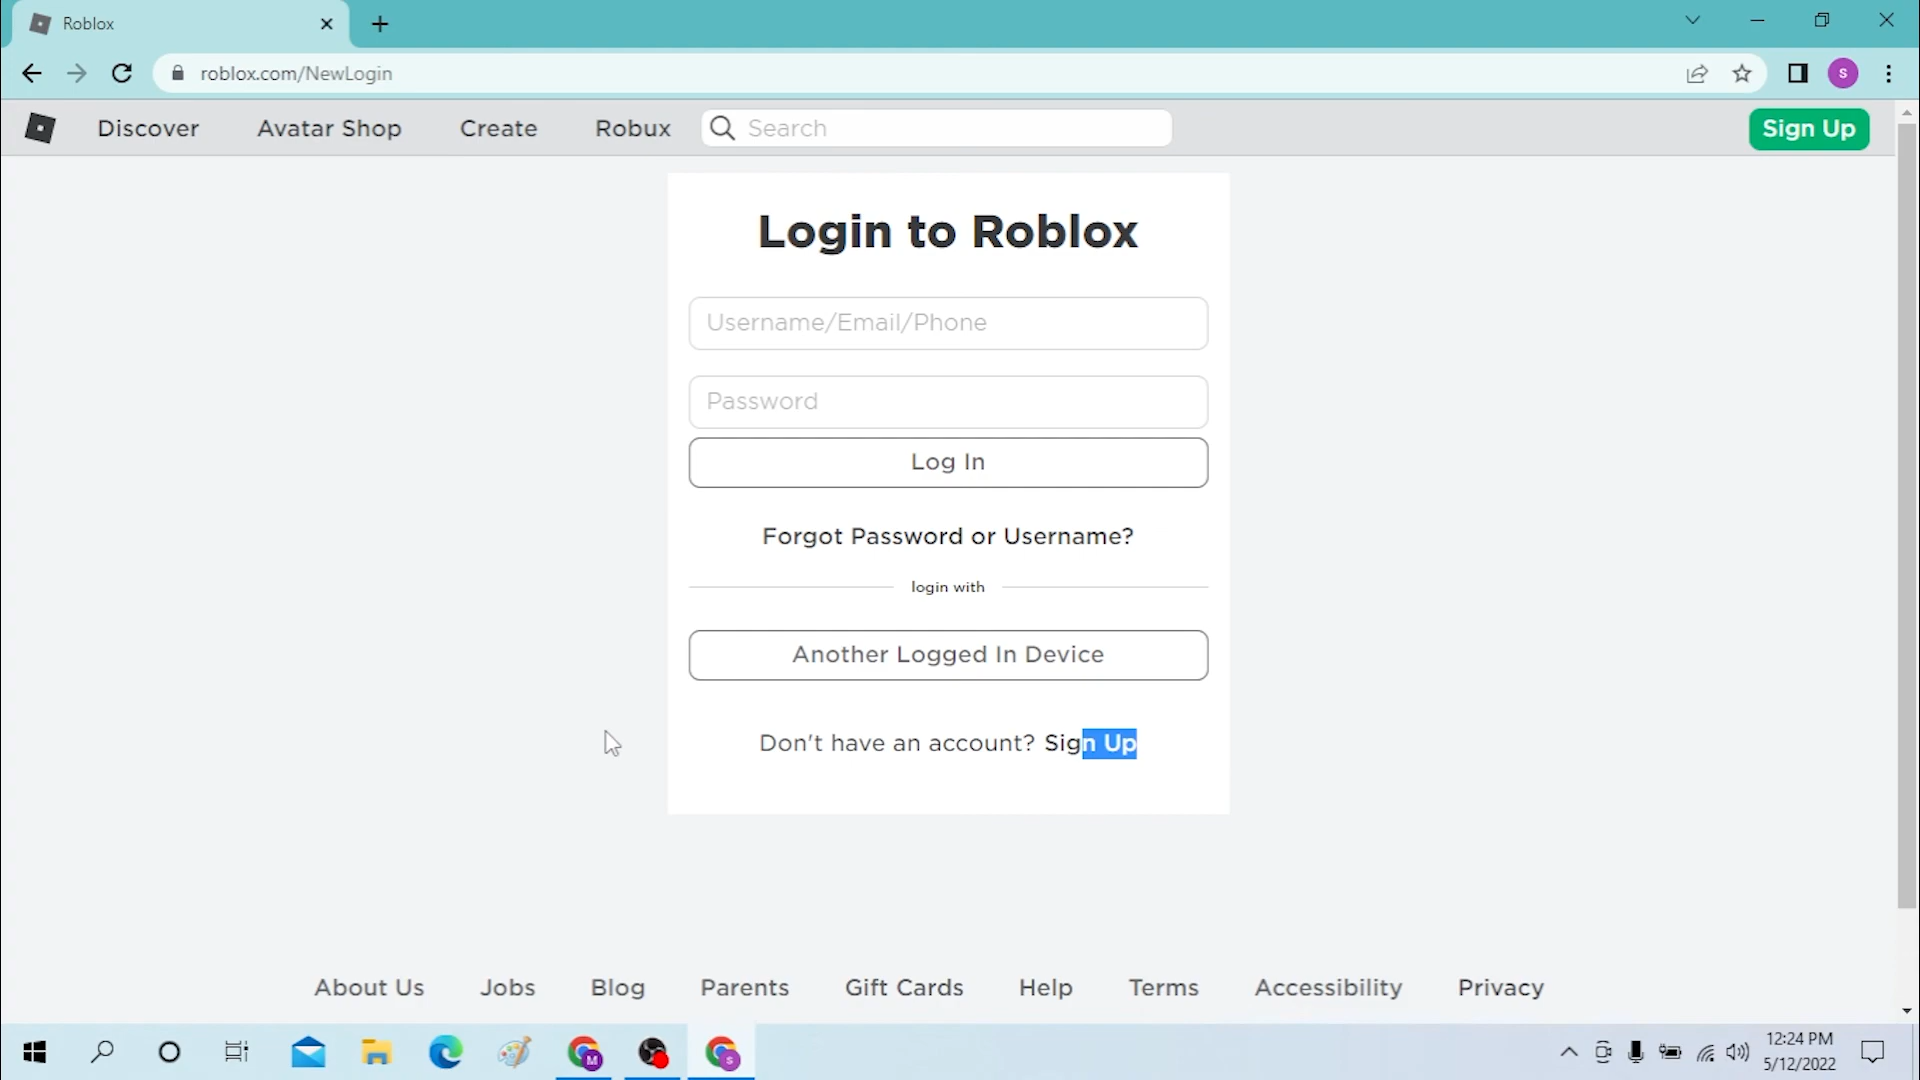 Roblox
roblox.com/NewLogin
S
Discover Avatar Shop Create Robux Search Sign Up
Login to Roblox
Username/Email/Phone
Password
Log In
Forgot Password or Username?
login with
Another Logged In Device
Don't have an account? Sign Up
About Us Jobs Blog Parents Gift Cards Help Terms Accessibility Privacy
M S
12:24 PM
5/12/2022